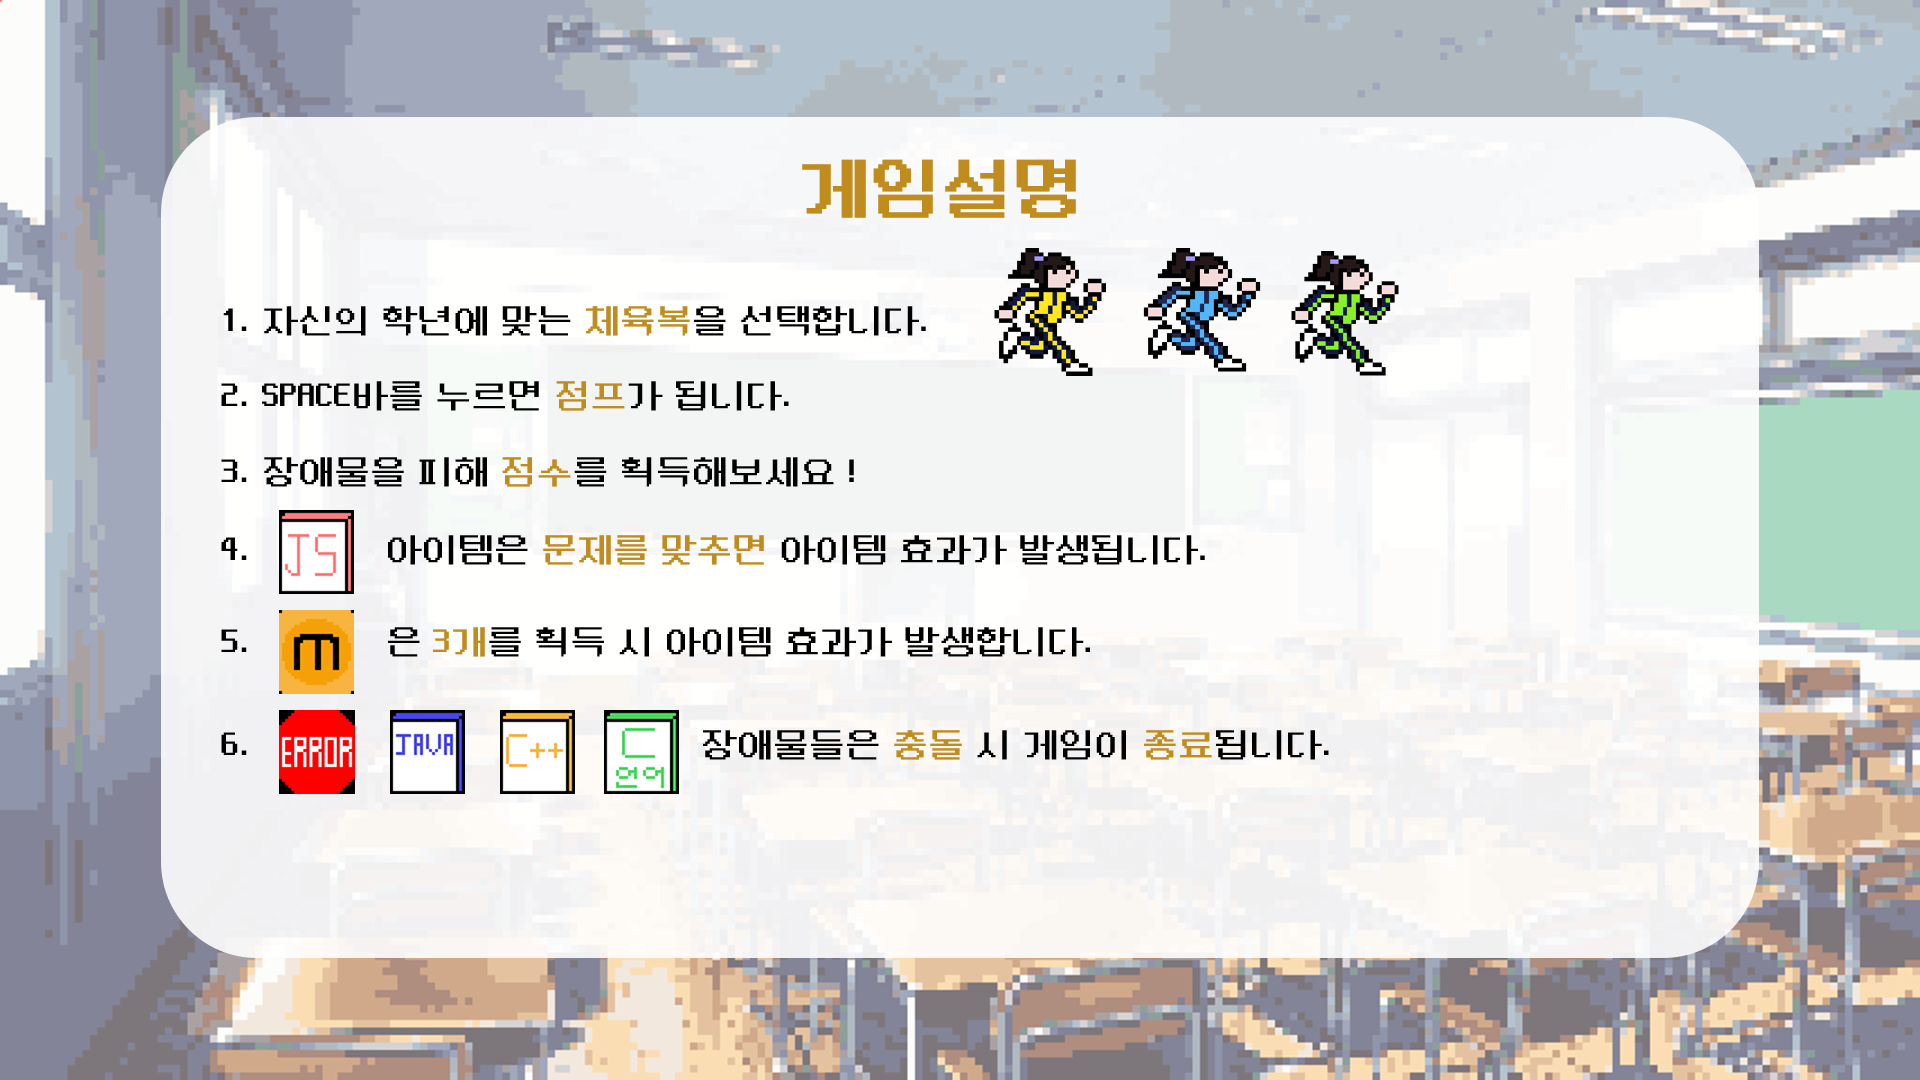 게임설명
1. 자신의 학년에 맞는 체육복을 선택합니다.
2. SPACE바를 누르면 점프가 됩니다.
3. 장애물을 피해 점수를 획득해보세요 !
4. JS 아이템은 문제를 맞추면 아이템 효과가 발생됩니다.
5. m 은 3개를 획득 시 아이템 효과가 발생합니다.
6. ERROR JAVA C++ C언어 장애물들은 충돌 시 게임이 종료됩니다.